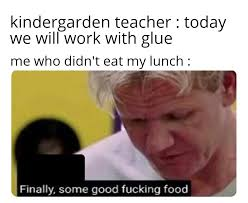 kindergarden teacher : today
we will work with glue
me who didn't eat my lunch :
Finally, some good fucking food